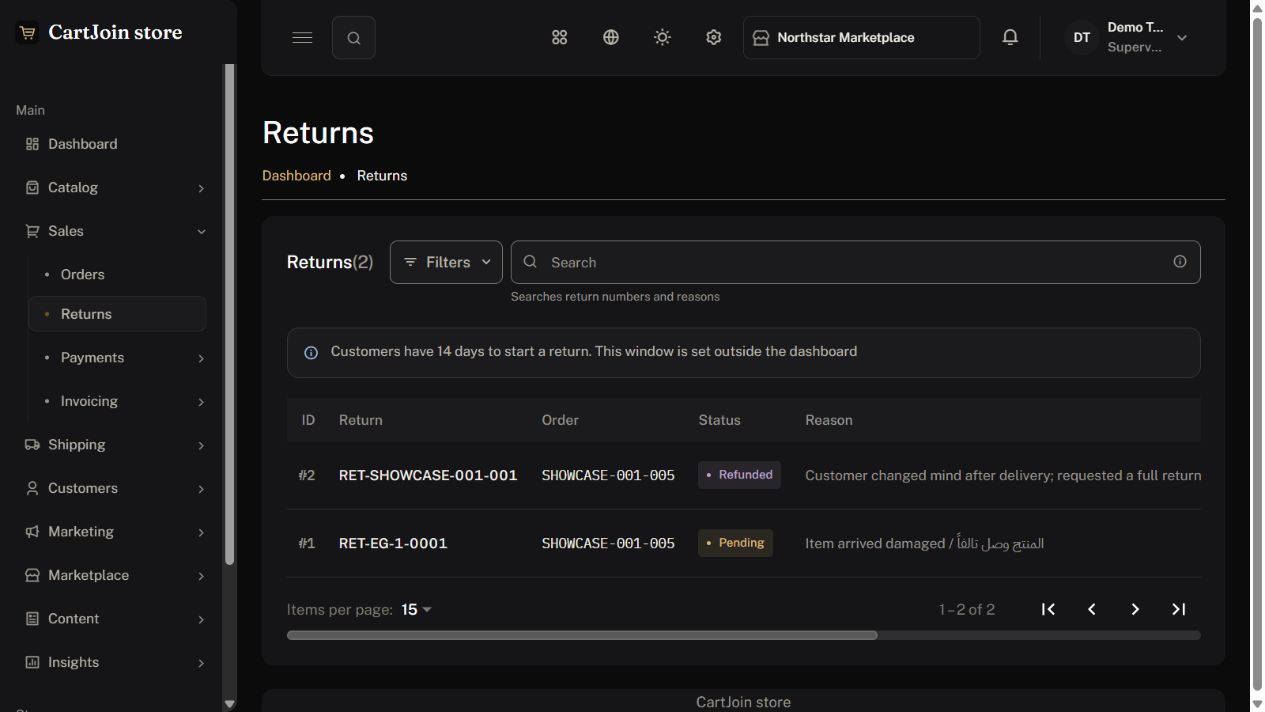 CartJoin store
Northstar Marketplace
DT
Demo T...
Superv...
Main
Dashboard
Catalog
Sales
Orders
Returns
Payments
Invoicing
Shipping
Customers
Marketing
Marketplace
Content
Insights
Returns
Dashboard • Returns
Returns(2)
Filters
Search
Searches return numbers and reasons
Customers have 14 days to start a return. This window is set outside the dashboard
ID Return Order Status Reason
#2 RET-SHOWCASE-001-001 SHOWCASE-001-005 • Refunded Customer changed mind after delivery; requested a full return
#1 RET-EG-1-0001 SHOWCASE-001-005 • Pending Item arrived damaged / المنتج وصل تالفاً
Items per page: 15
1 – 2 of 2
CartJoin store